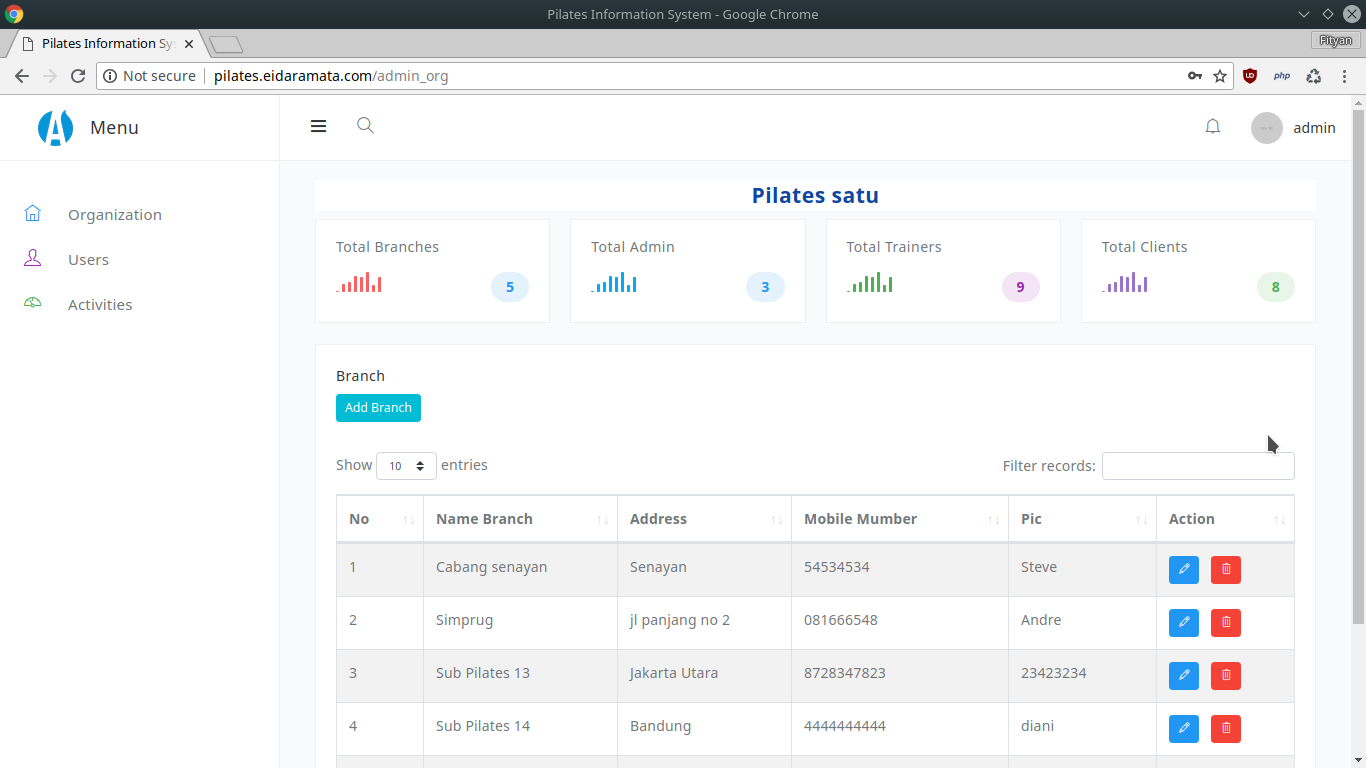 Pilates Information System - Google Chrome
Pilates Information Sy
Fityan
Not secure pilates.eidaramata.com/admin_org
php
Menu
admin
Organization
Users
Activities
Pilates satu
Total Branches
5
Total Admin
3
Total Trainers
9
Total Clients
8
Branch
Add Branch
Show 10 entries
Filter records:
No Name Branch Address Mobile Mumber Pic Action
1 Cabang senayan Senayan 54534534 Steve
2 Simprug jl panjang no 2 081666548 Andre
3 Sub Pilates 13 Jakarta Utara 8728347823 23423234
4 Sub Pilates 14 Bandung 4444444444 diani